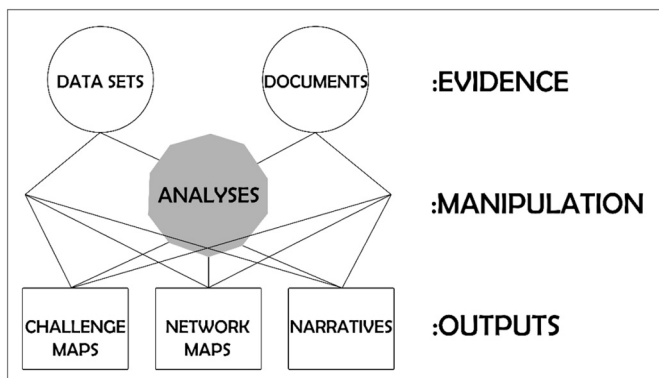 DATA SETS
DOCUMENTS
:EVIDENCE
ANALYSES
:MANIPULATION
CHALLENGE
MAPS
NETWORK
MAPS
NARRATIVES
:OUTPUTS